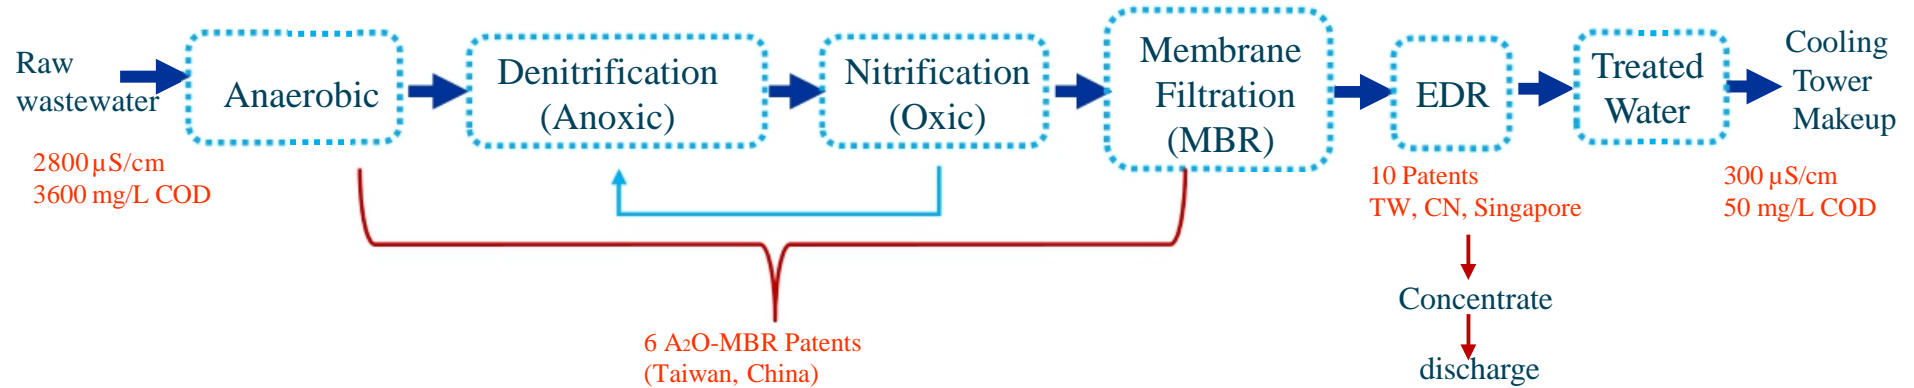 Raw
wastewater
2800 µS/cm
3600 mg/L COD
Anaerobic
Denitrification
(Anoxic)
Nitrification
(Oxic)
Membrane
Filtration
(MBR)
EDR
Treated
Water
Cooling
Tower
Makeup
10 Patents
TW, CN, Singapore
300 µS/cm
50 mg/L COD
Concentrate
discharge
6 A2O-MBR Patents
(Taiwan, China)